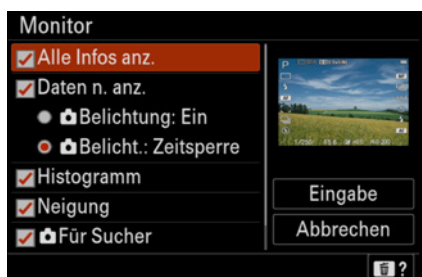 Monitor
Alle Infos anz.
Daten n. anz.
Belichtung: Ein
Belicht.: Zeitsperre
Histogramm
Neigung
Für Sucher
P
Eingabe
Abbrechen
?